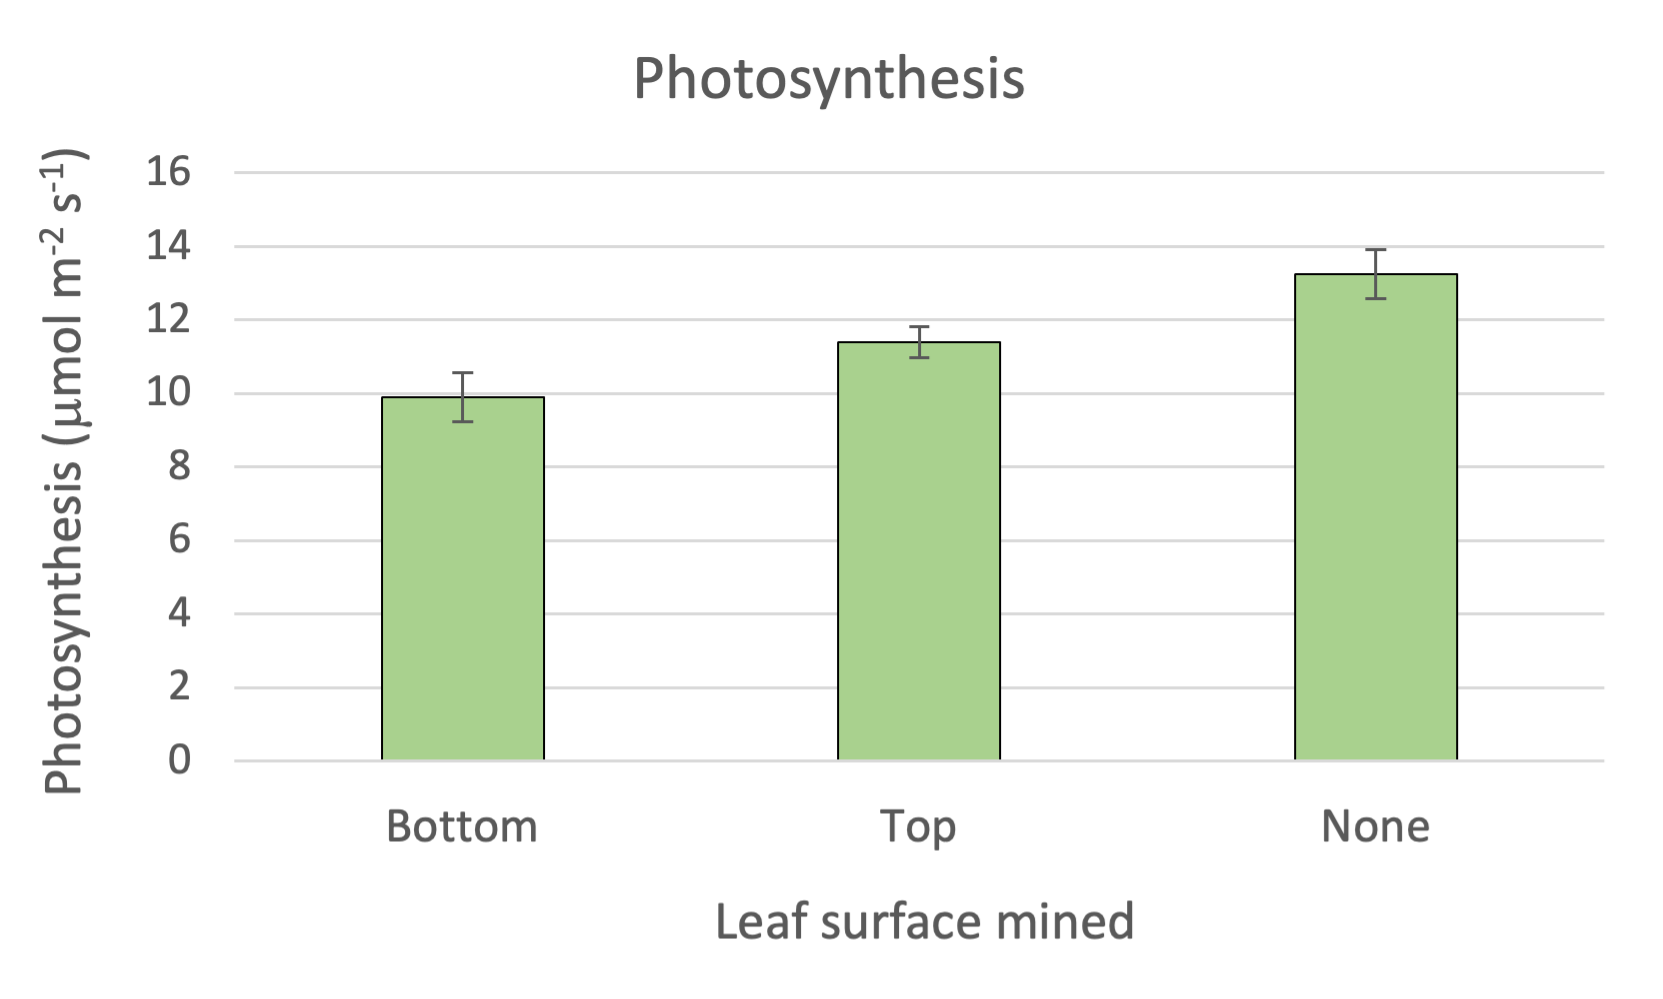 Photosynthesis
Photosynthesis (μmol m⁻² s⁻¹)
16
14
12
10
8
6
4
2
0
Bottom Top None
Leaf surface mined